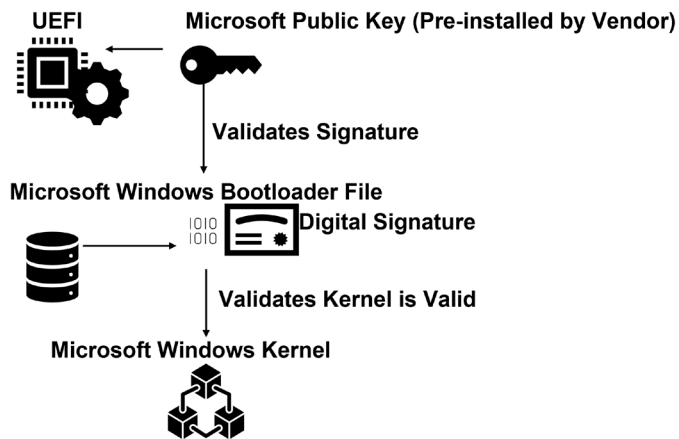 UEFI
Microsoft Public Key (Pre-installed by Vendor)
Validates Signature
Microsoft Windows Bootloader File
1010
1010
Digital Signature
Validates Kernel is Valid
Microsoft Windows Kernel